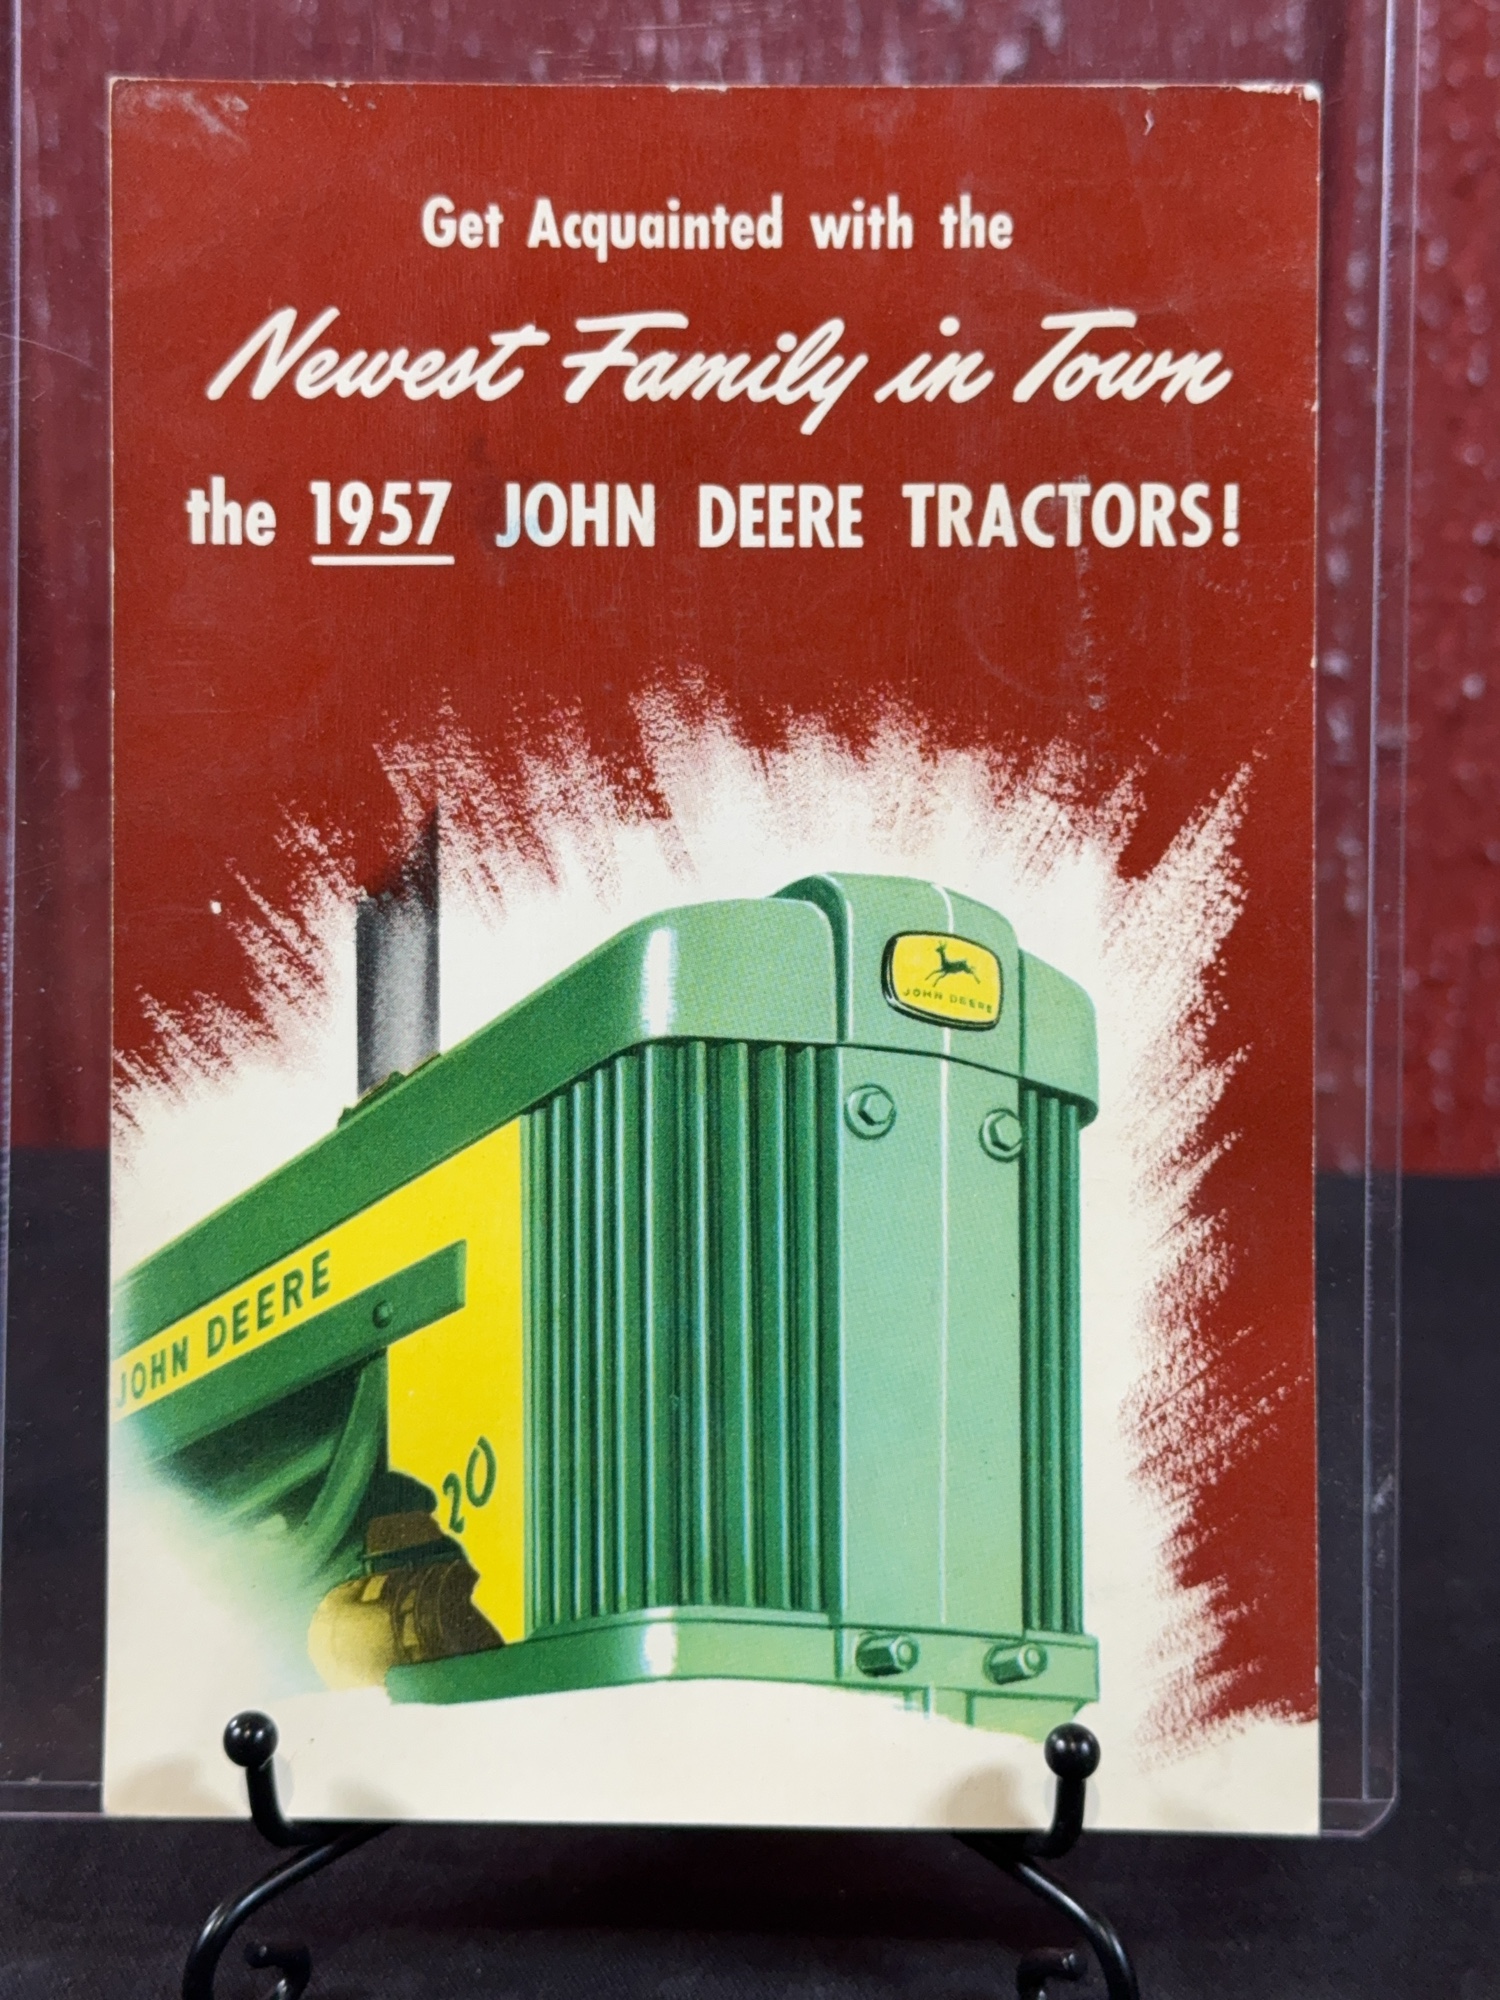 Get Acquainted with the
Newest Family in Town
the 1957 JOHN DEERE TRACTORS!
JOHN DEERE
JOHN DEERE
20